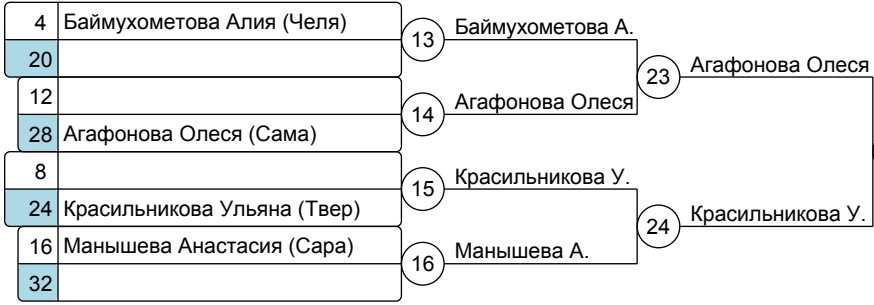 4 Баймухометова Алия (Челя)
20
13 Баймухометова А.
12
28 Агафонова Олеся (Сама)
14 Агафонова Олеся
23 Агафонова Олеся
8
24 Красильникова Ульяна (Твер)
15 Красильникова У.
16 Манышева Анастасия (Сара)
32
16 Манышева А.
24 Красильникова У.